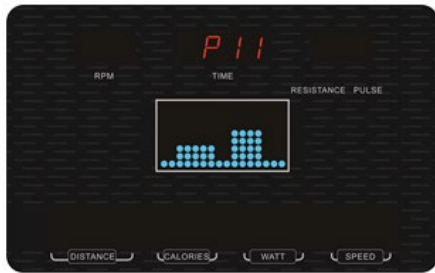 P11
RPM TIME
RESISTANCE PULSE
DISTANCE CALORIES WATT SPEED